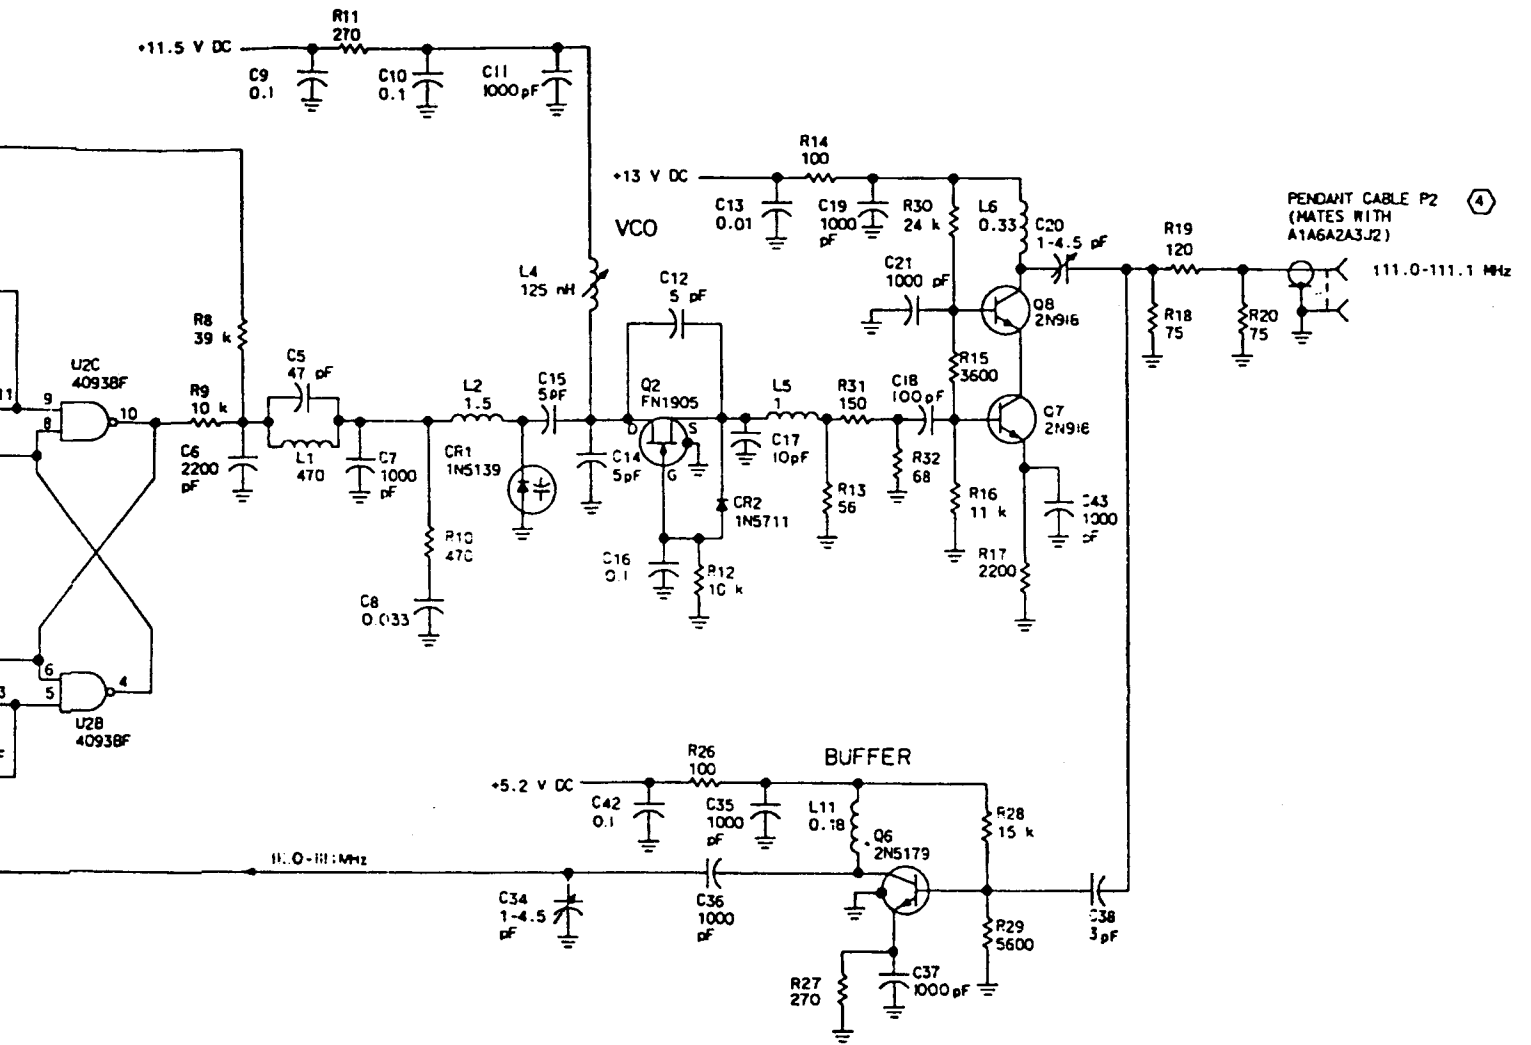 R11
270
+11.5 V DC
C9
0.1
C10
0.1
C11
1000 pF
R14
100
+13 V DC
C13
0.01
C19
1000
pF
R30
24 k
L6
0.33
C20
1-4.5 pF
PENDANT CABLE P2
4
(MATES WITH
A1A6A2A3J2)
R19
120
111.0-111.1 MHz
VCO
L4
125 nH
C12
5 pF
C21
1000 pF
Q8
2N916
R18
75
R20
75
R8
39 k
C5
47 pF
U2C
4093BF
11
9
8
10
R9
10 k
L2
1.5
C15
5pF
Q2
FN1905
D
S
G
L5
1
R31
150
C18
100 pF
R15
3600
Q7
2N916
C6
2200
pF
L1
470
C7
1000
pF
CR1
1N5139
C14
5pF
C17
10pF
R13
56
R32
68
R16
11 k
C43
1000
pF
CR2
1N5711
R10
470
C16
0.1
R12
10 k
R17
2200
C8
0.033
6
5
4
3
U2B
4093BF
F
BUFFER
R26
100
+5.2 V DC
C42
0.1
C35
1000
pF
L11
0.18
R28
15 k
Q6
2N5179
MHz
C34
1-4.5
pF
C36
1000
pF
C38
3 pF
R29
5600
R27
270
C37
1000 pF